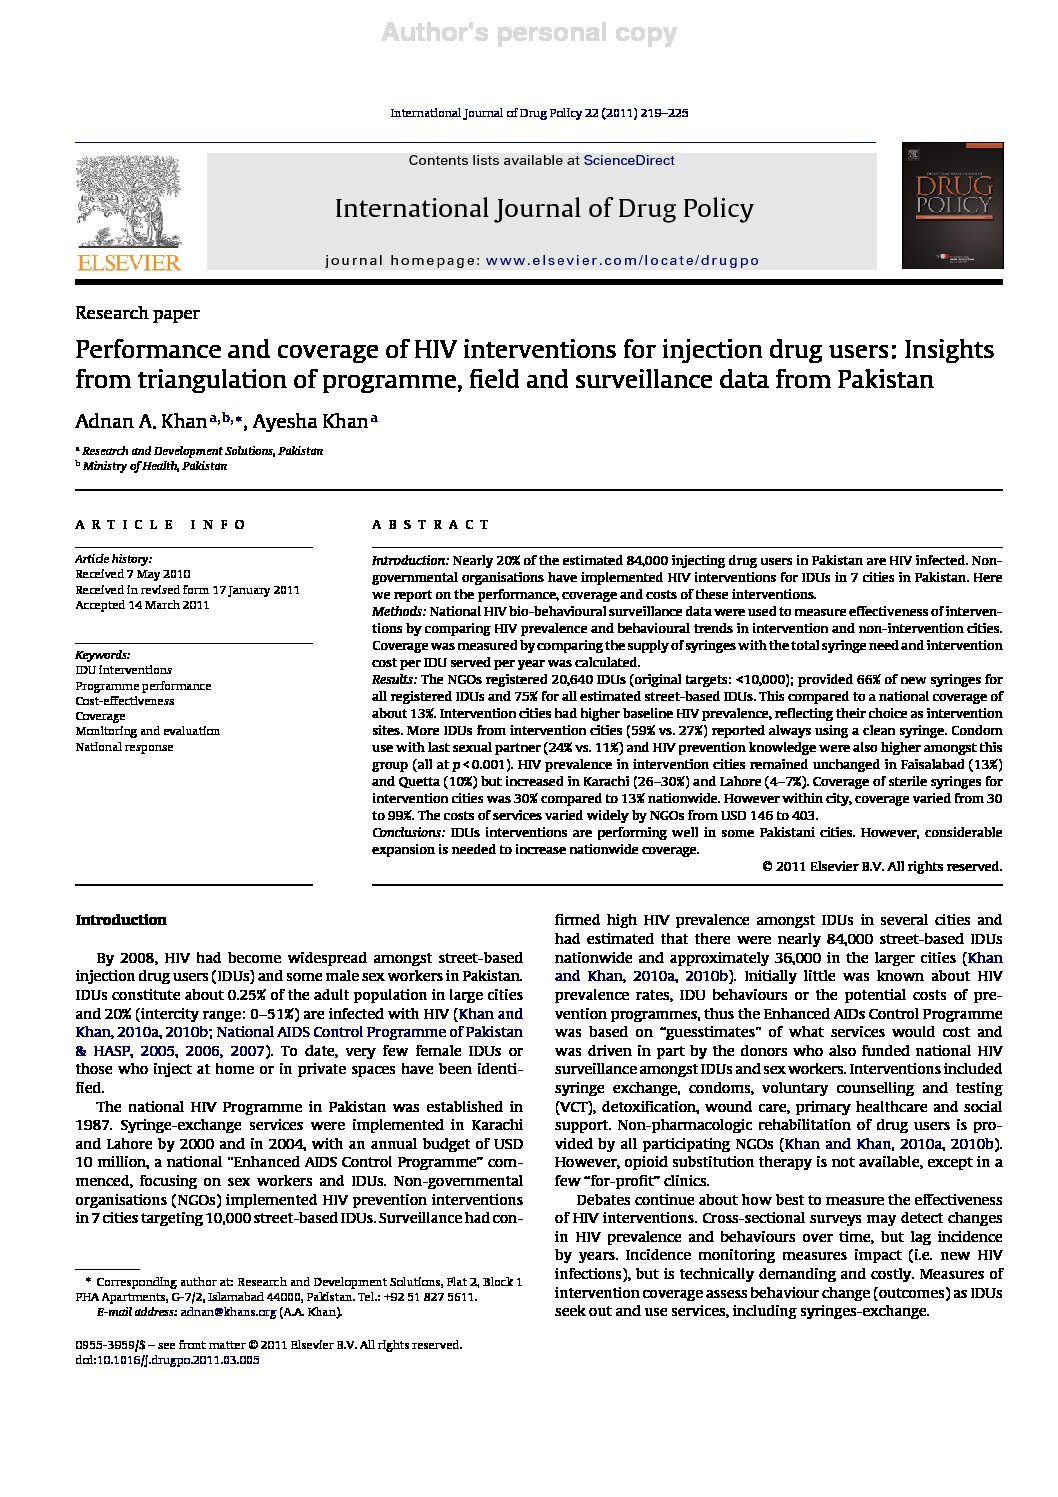 Author's personal copy
International Journal of Drug Policy 22 (2011) 219–225
Contents lists available at ScienceDirect
International Journal of Drug Policy
journal homepage: www.elsevier.com/locate/drugpo
ELSEVIER
DRUG
POLICY
Research paper
Performance and coverage of HIV interventions for injection drug users: Insights
from triangulation of programme, field and surveillance data from Pakistan
Adnan A. Khan a,b,*, Ayesha Khan a
a Research and Development Solutions, Pakistan
b Ministry of Health, Pakistan
ARTICLE INFO
Article history:
Received 7 May 2010
Received in revised form 17 January 2011
Accepted 14 March 2011
Keywords:
IDU interventions
Programme performance
Cost-effectiveness
Coverage
Monitoring and evaluation
National response
ABSTRACT
Introduction: Nearly 20% of the estimated 84,000 injecting drug users in Pakistan are HIV infected. Non-
governmental organisations have implemented HIV interventions for IDUs in 7 cities in Pakistan. Here
we report on the performance, coverage and costs of these interventions.
Methods: National HIV bio-behavioural surveillance data were used to measure effectiveness of interven-
tions by comparing HIV prevalence and behavioural trends in intervention and non-intervention cities.
Coverage was measured by comparing the supply of syringes with the total syringe need and intervention
cost per IDU served per year was calculated.
Results: The NGOs registered 20,640 IDUs (original targets: <10,000); provided 66% of new syringes for
all registered IDUs and 75% for all estimated street-based IDUs. This compared to a national coverage of
about 13%. Intervention cities had higher baseline HIV prevalence, reflecting their choice as intervention
sites. More IDUs from intervention cities (59% vs. 27%) reported always using a clean syringe. Condom
use with last sexual partner (24% vs. 11%) and HIV prevention knowledge were also higher amongst this
group (all at p < 0.001). HIV prevalence in intervention cities remained unchanged in Faisalabad (13%)
and Quetta (10%) but increased in Karachi (26–30%) and Lahore (4–7%). Coverage of sterile syringes for
intervention cities was 30% compared to 13% nationwide. However within city, coverage varied from 30
to 99%. The costs of services varied widely by NGOs from USD 146 to 403.
Conclusions: IDUs interventions are performing well in some Pakistani cities. However, considerable
expansion is needed to increase nationwide coverage.
© 2011 Elsevier B.V. All rights reserved.
Introduction
By 2008, HIV had become widespread amongst street-based
injection drug users (IDUs) and some male sex workers in Pakistan.
IDUs constitute about 0.25% of the adult population in large cities
and 20% (intercity range: 0–51%) are infected with HIV (Khan and
Khan, 2010a, 2010b; National AIDS Control Programme of Pakistan
& HASP, 2005, 2006, 2007). To date, very few female IDUs or
those who inject at home or in private spaces have been identi-
fied.
The national HIV Programme in Pakistan was established in
1987. Syringe-exchange services were implemented in Karachi
and Lahore by 2000 and in 2004, with an annual budget of USD
10 million, a national "Enhanced AIDS Control Programme" com-
menced, focusing on sex workers and IDUs. Non-governmental
organisations (NGOs) implemented HIV prevention interventions
in 7 cities targeting 10,000 street-based IDUs. Surveillance had con-
firmed high HIV prevalence amongst IDUs in several cities and
had estimated that there were nearly 84,000 street-based IDUs
nationwide and approximately 36,000 in the larger cities (Khan
and Khan, 2010a, 2010b). Initially little was known about HIV
prevalence rates, IDU behaviours or the potential costs of pre-
vention programmes, thus the Enhanced AIDs Control Programme
was based on "guesstimates" of what services would cost and
was driven in part by the donors who also funded national HIV
surveillance amongst IDUs and sex workers. Interventions included
syringe exchange, condoms, voluntary counselling and testing
(VCT), detoxification, wound care, primary healthcare and social
support. Non-pharmacologic rehabilitation of drug users is pro-
vided by all participating NGOs (Khan and Khan, 2010a, 2010b).
However, opioid substitution therapy is not available, except in a
few "for-profit" clinics.
Debates continue about how best to measure the effectiveness
of HIV interventions. Cross-sectional surveys may detect changes
in HIV prevalence and behaviours over time, but lag incidence
by years. Incidence monitoring measures impact (i.e. new HIV
infections), but is technically demanding and costly. Measures of
intervention coverage assess behaviour change (outcomes) as IDUs
seek out and use services, including syringes-exchange.
* Corresponding author at: Research and Development Solutions, Flat 2, Block 1
PHA Apartments, G-7/2, Islamabad 44000, Pakistan. Tel.: +92 51 827 5611.
E-mail address: adnan@khans.org (A.A. Khan).
0955-3959/$ – see front matter © 2011 Elsevier B.V. All rights reserved.
doi:10.1016/j.drugpo.2011.03.005